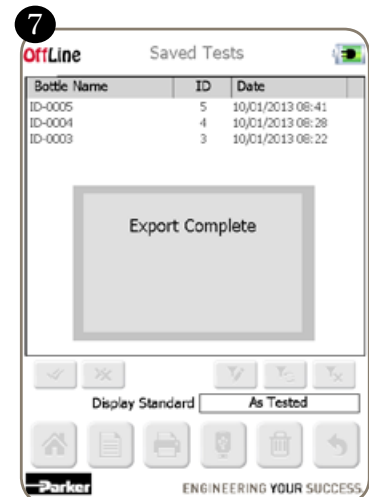 7
OffLine Saved Tests
Bottle Name ID Date
ID-0005 5 10/01/2013 08:41
ID-0004 4 10/01/2013 08:28
ID-0003 3 10/01/2013 08:22
Export Complete
Display Standard As Tested
Parker ENGINEERING YOUR SUCCESS.